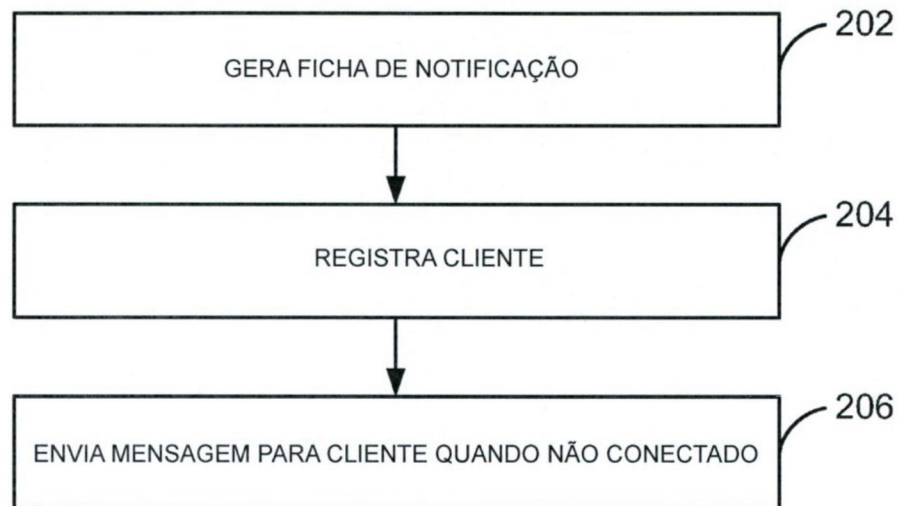 202
GERA FICHA DE NOTIFICAÇÃO
204
REGISTRA CLIENTE
206
ENVIA MENSAGEM PARA CLIENTE QUANDO NÃO CONECTADO